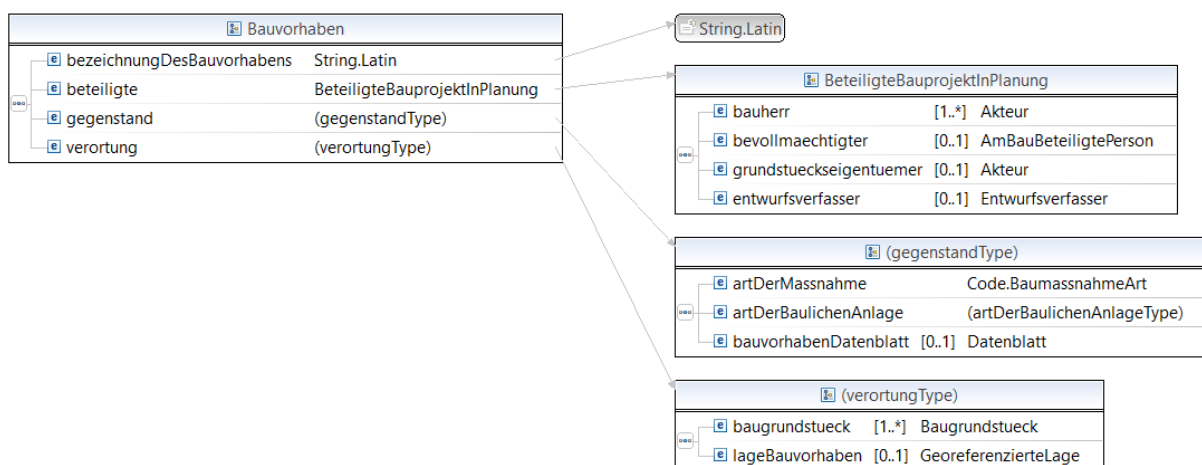 Bauvorhaben
bezeichnungDesBauvorhabens String.Latin
beteiligte BeteiligteBauprojektInPlanung
gegenstand (gegenstandType)
verortung (verortungType)
String.Latin
BeteiligteBauprojektInPlanung
bauherr [1..*] Akteur
bevollmaechtigter [0..1] AmBauBeteiligtePerson
grundstueckseigentuemer [0..1] Akteur
entwurfsverfasser [0..1] Entwurfsverfasser
(gegenstandType)
artDerMassnahme Code.BaumassnahmeArt
artDerBaulichenAnlage (artDerBaulichenAnlageType)
bauvorhabenDatenblatt [0..1] Datenblatt
(verortungType)
baugrundstueck [1..*] Baugrundstueck
lageBauvorhaben [0..1] GeoreferenzierteLage